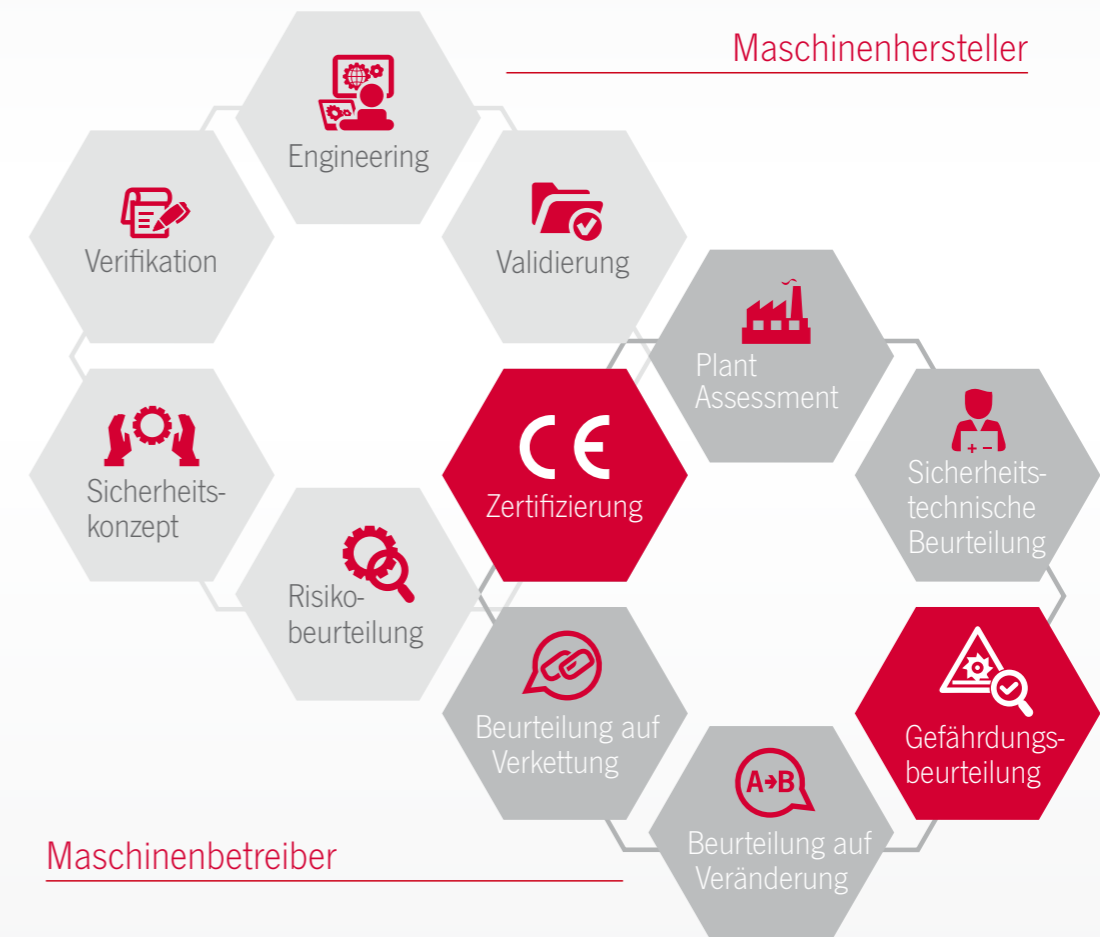 Maschinenhersteller
Engineering
Verifikation
Validierung
Plant
Assessment
CE
Zertifizierung
Sicherheits-
technische
Beurteilung
+ −
Sicherheits-
konzept
Risiko-
beurteilung
Beurteilung auf
Verkettung
Gefährdungs-
beurteilung
A→B
Beurteilung auf
Veränderung
Maschinenbetreiber